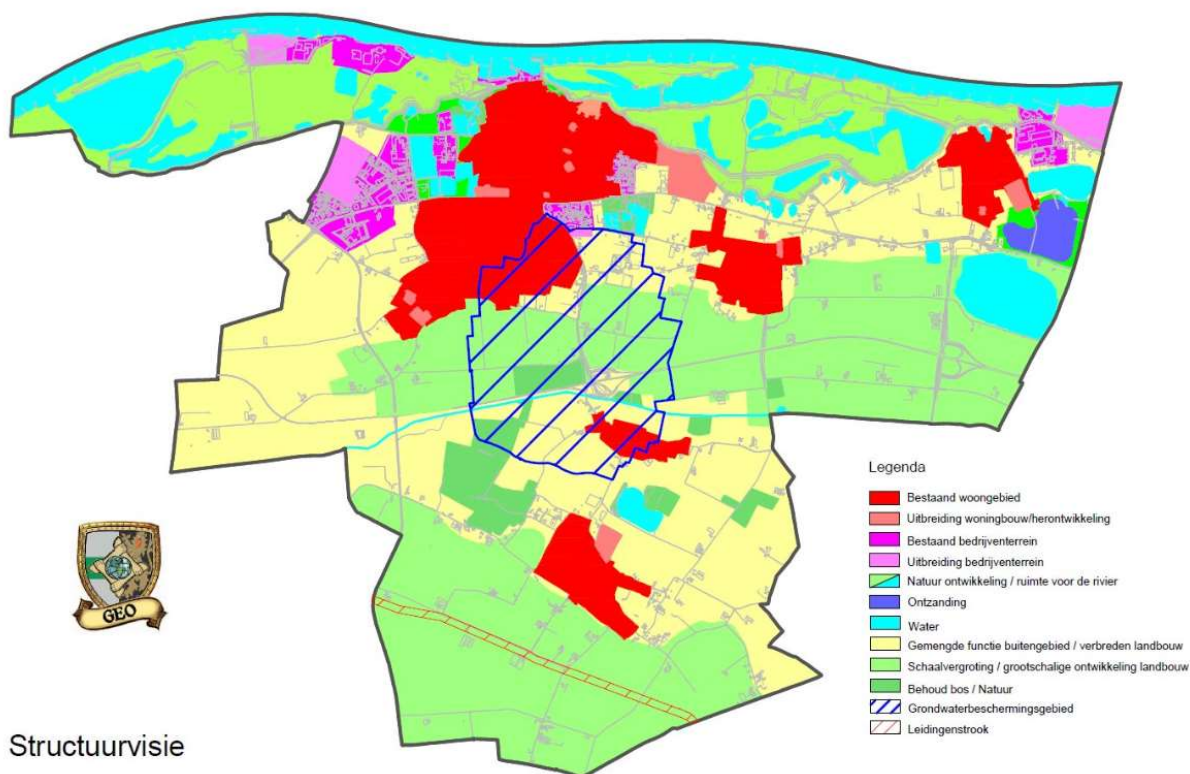 Legenda
Bestaand woongebied
Uitbreiding woningbouw/herontwikkeling
Bestaand bedrijventerrein
Uitbreiding bedrijventerrein
Natuur ontwikkeling / ruimte voor de rivier
Ontzanding
Water
Gemengde functie buitengebied / verbreden landbouw
Schaalvergroting / grootschalige ontwikkeling landbouw
Behoud bos / Natuur
Grondwaterbeschermingsgebied
Leidingenstrook
GEO
Structuurvisie